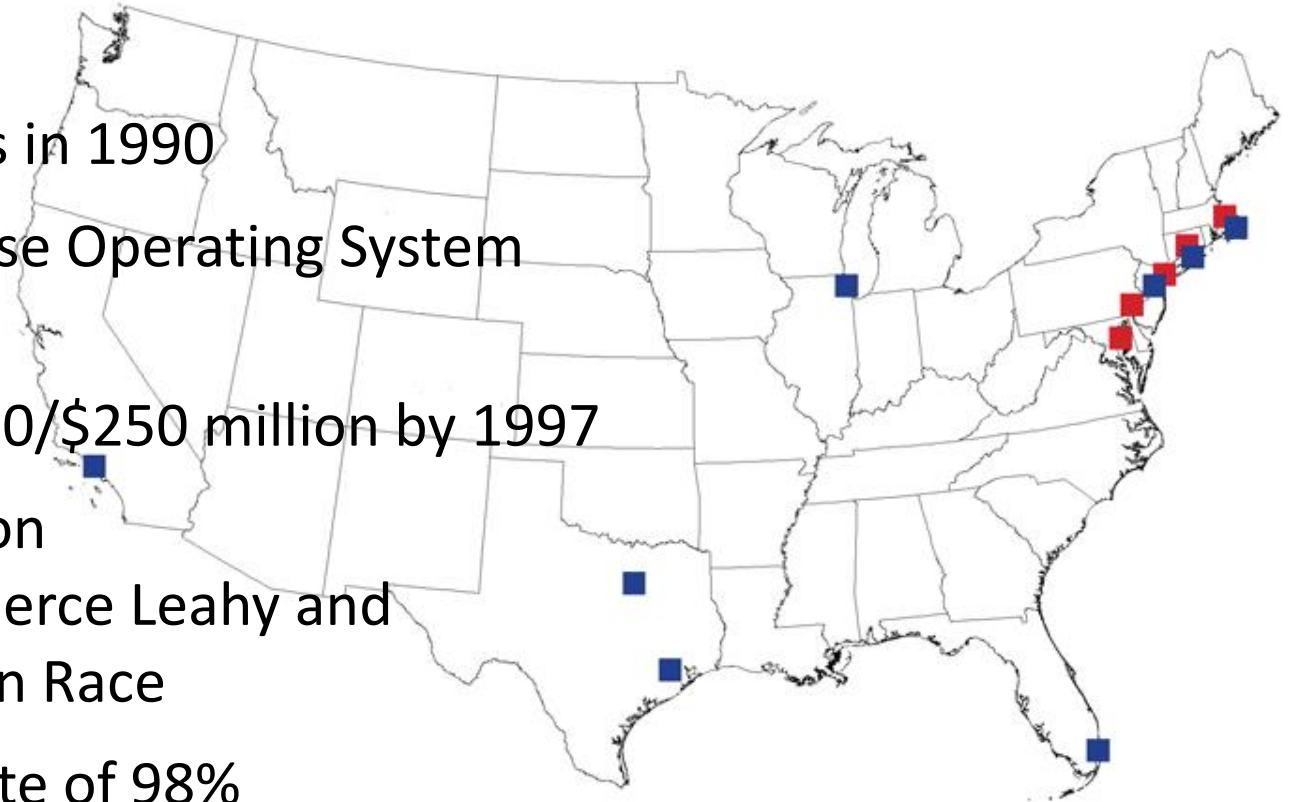 s in 1990
se Operating System
0/$250 million by 1997
on
erce Leahy and
n Race
te of 98%